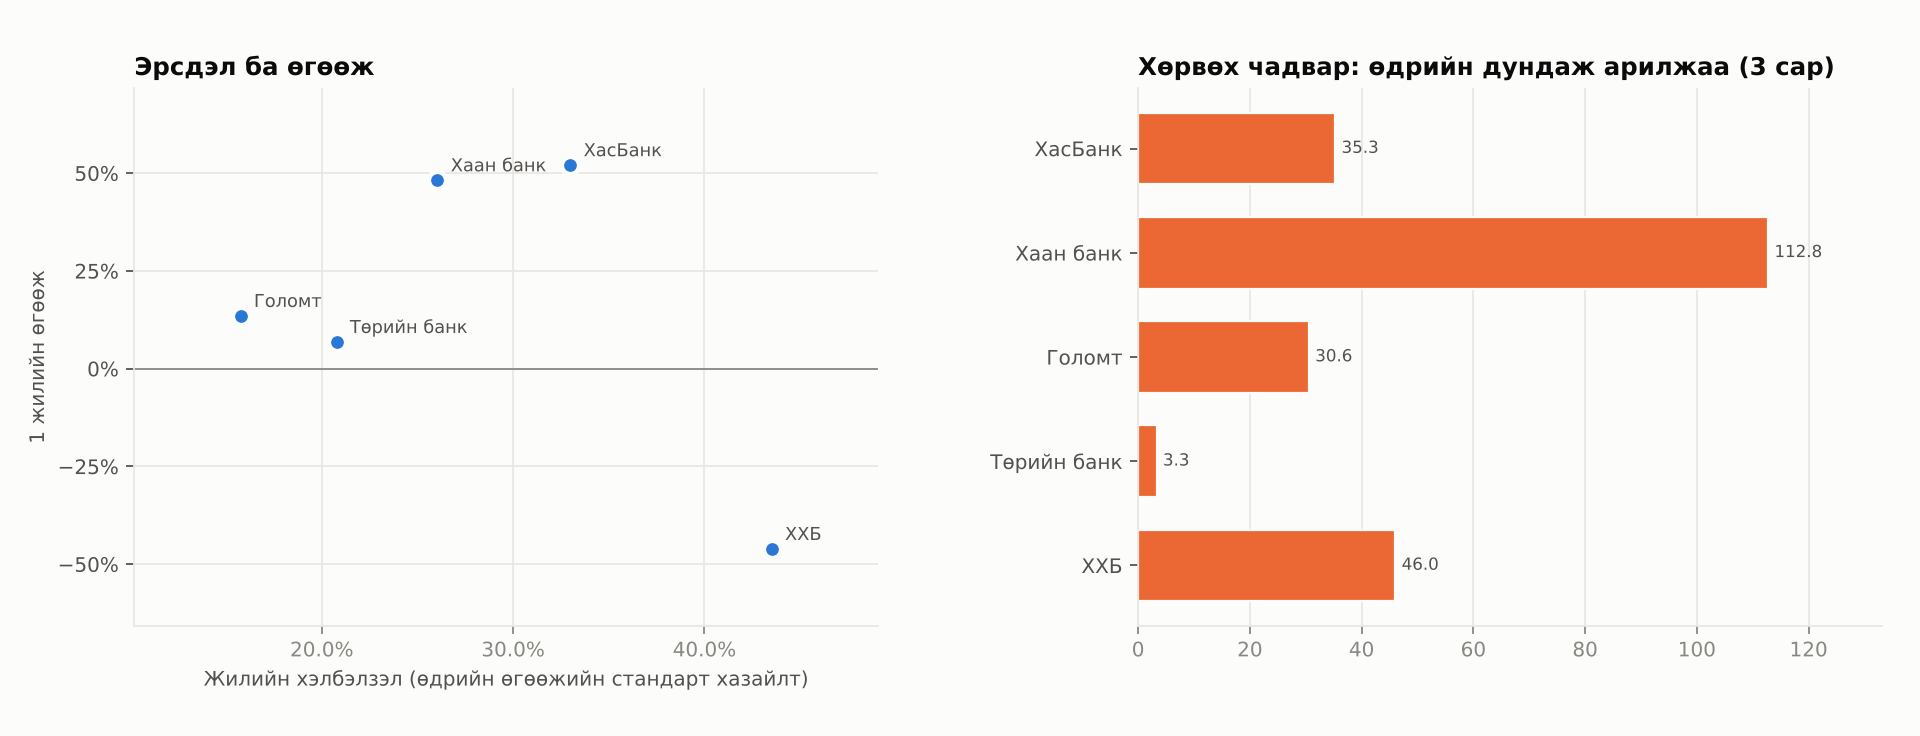 Эрсдэл ба өгөөж
1 жилийн өгөөж
50%
25%
0%
−25%
−50%
ХасБанк
Хаан банк
Голомт
Төрийн банк
ХХБ
20.0%
30.0%
40.0%
Жилийн хэлбэлзэл (өдрийн өгөөжийн стандарт хазайлт)
Хөрвөх чадвар: өдрийн дундаж арилжаа (3 сар)
ХасБанк
35.3
Хаан банк
112.8
Голомт
30.6
Төрийн банк
3.3
ХХБ
46.0
0
20
40
60
80
100
120